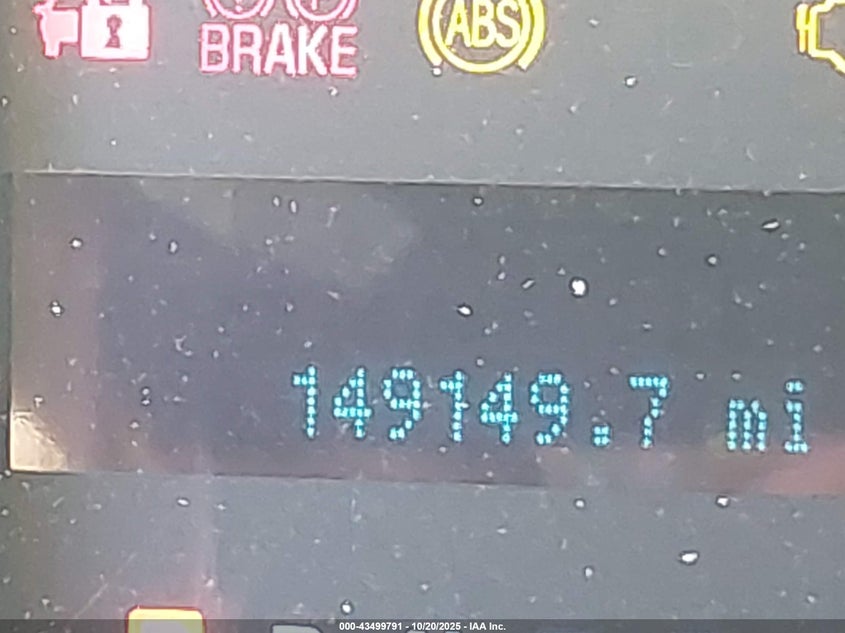 BRAKE
ABS
149149.7 mi
000-43499791 - 10/20/2025 - IAA Inc.